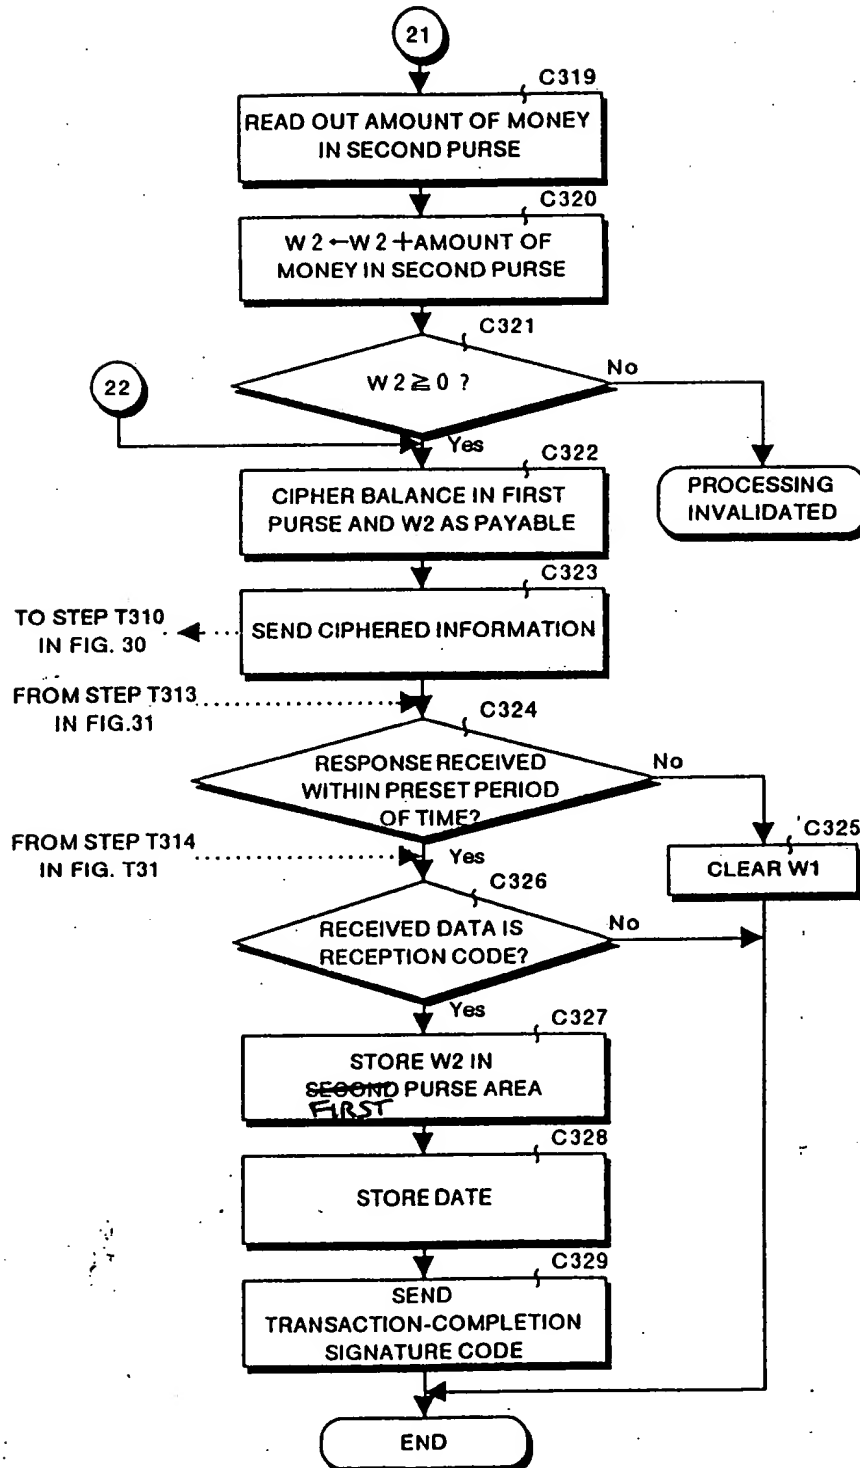 21
C319
READ OUT AMOUNT OF MONEY
IN SECOND PURSE
C320
W2←W2+AMOUNT OF
MONEY IN SECOND PURSE
C321
W2≧0 ?
No
22
Yes
C322
CIPHER BALANCE IN FIRST
PURSE AND W2 AS PAYABLE
PROCESSING
INVALIDATED
C323
TO STEP T310
IN FIG. 30
SEND CIPHERED INFORMATION
FROM STEP T313
IN FIG.31
C324
RESPONSE RECEIVED
WITHIN PRESET PERIOD
OF TIME?
No
C325
CLEAR W1
FROM STEP T314
IN FIG. T31
Yes
C326
RECEIVED DATA IS
RECEPTION CODE?
No
Yes
C327
STORE W2 IN
SECOND PURSE AREA
FIRST
C328
STORE DATE
C329
SEND
TRANSACTION-COMPLETION
SIGNATURE CODE
END